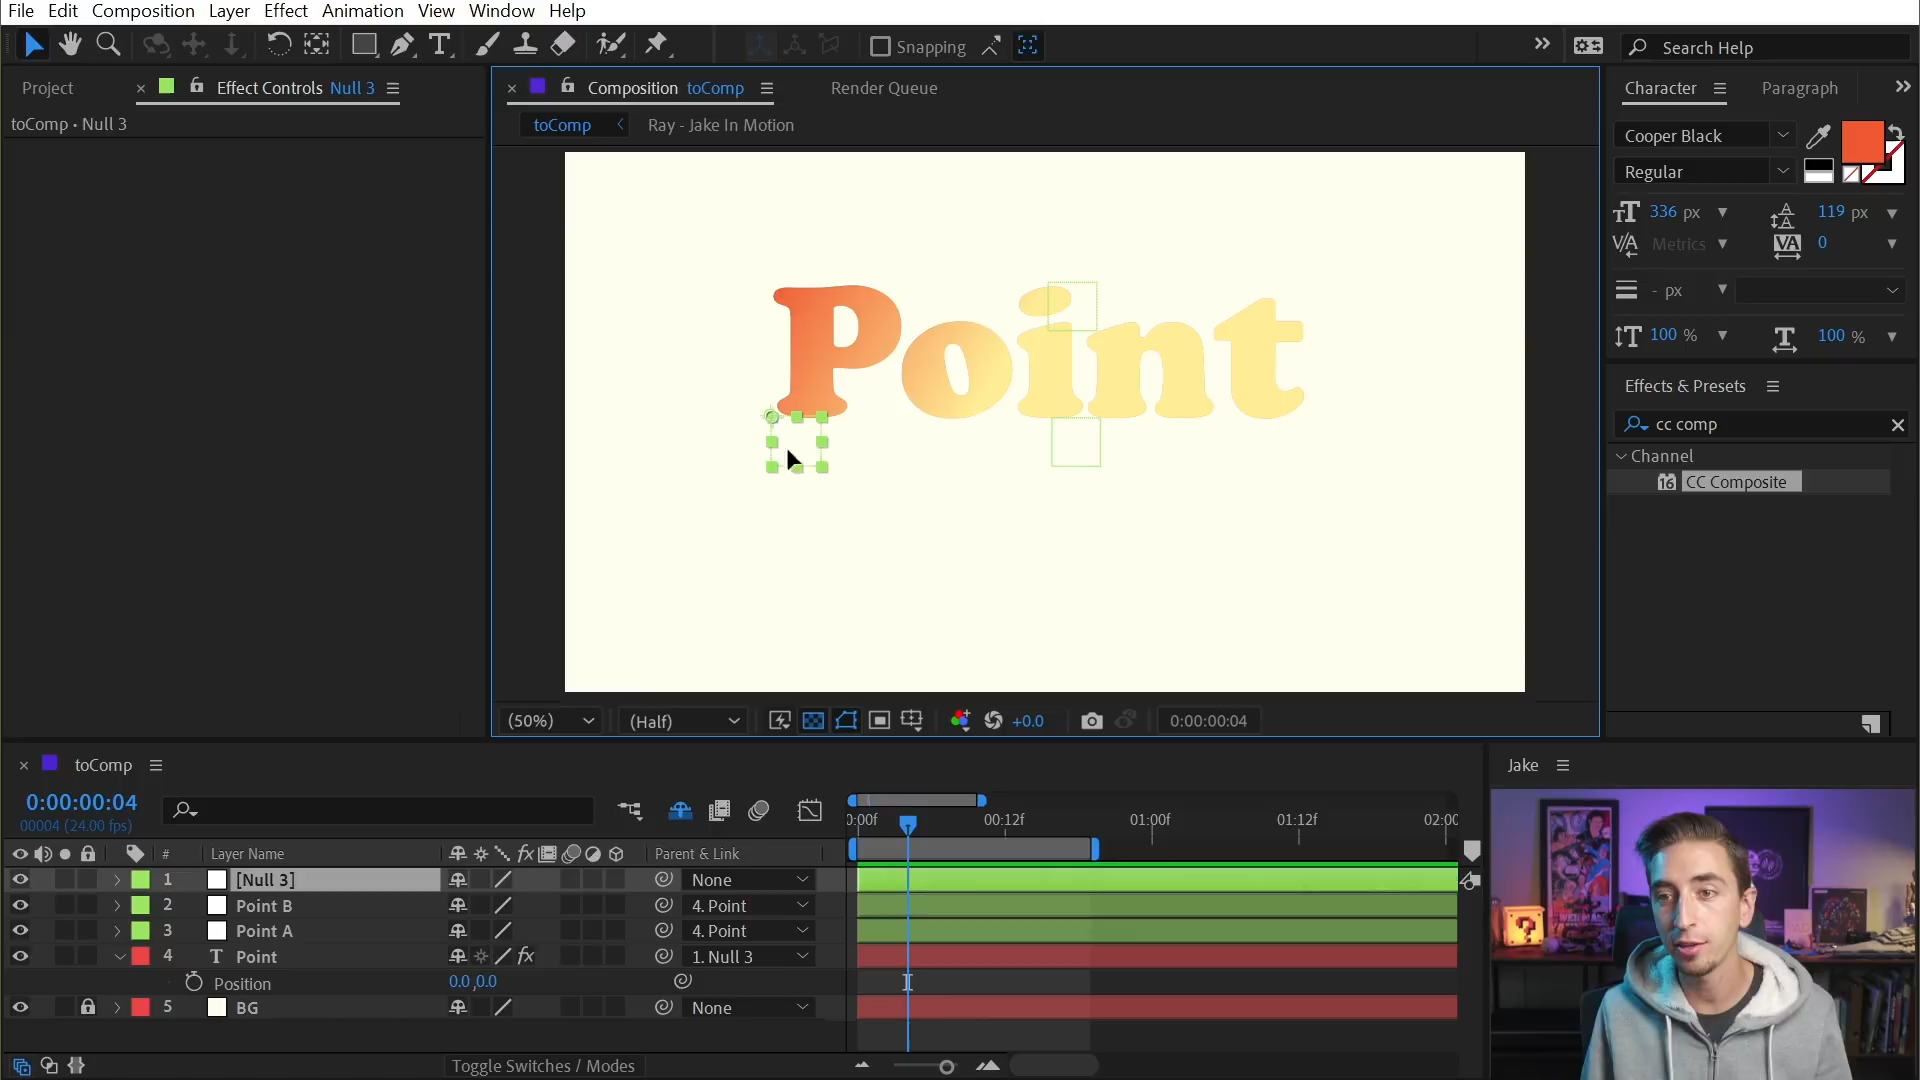 File Edit Composition Layer Effect Animation View Window Help
Snapping
Search Help
Project
Effect Controls Null 3
Composition toComp
Render Queue
Character
Paragraph
toComp • Null 3
toComp
Ray - Jake In Motion
Cooper Black
Regular
336 px
119 px
Metrics
0
- px
100 %
100 %
Effects & Presets
cc comp
Channel
16 CC Composite
Point
(50%)
(Half)
+0.0
0:00:00:04
toComp
Jake
0:00:00:04
00004 (24.00 fps)
0:00f 00:12f 01:00f 01:12f 02:00
# Layer Name fx Parent & Link
1 [Null 3] None
2 Point B 4. Point
3 Point A 4. Point
4 T Point fx 1. Null 3
Position 0.0,0.0
5 BG None
Toggle Switches / Modes